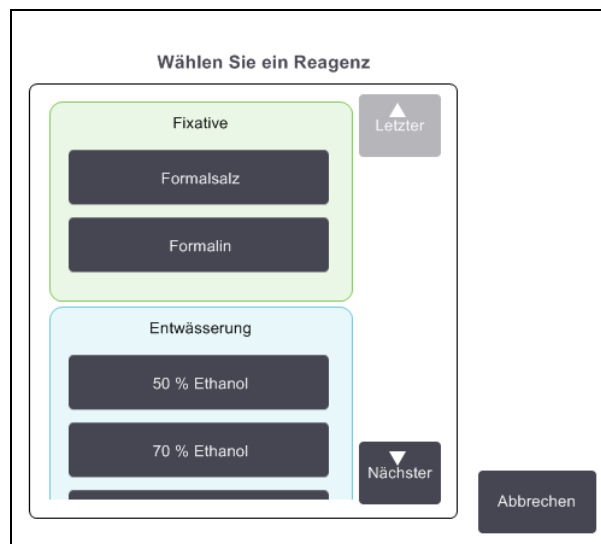 Wählen Sie ein Reagenz
Fixative
Letzter
Formalsalz
Formalin
Entwässerung
50 % Ethanol
70 % Ethanol
Nächster
Abbrechen